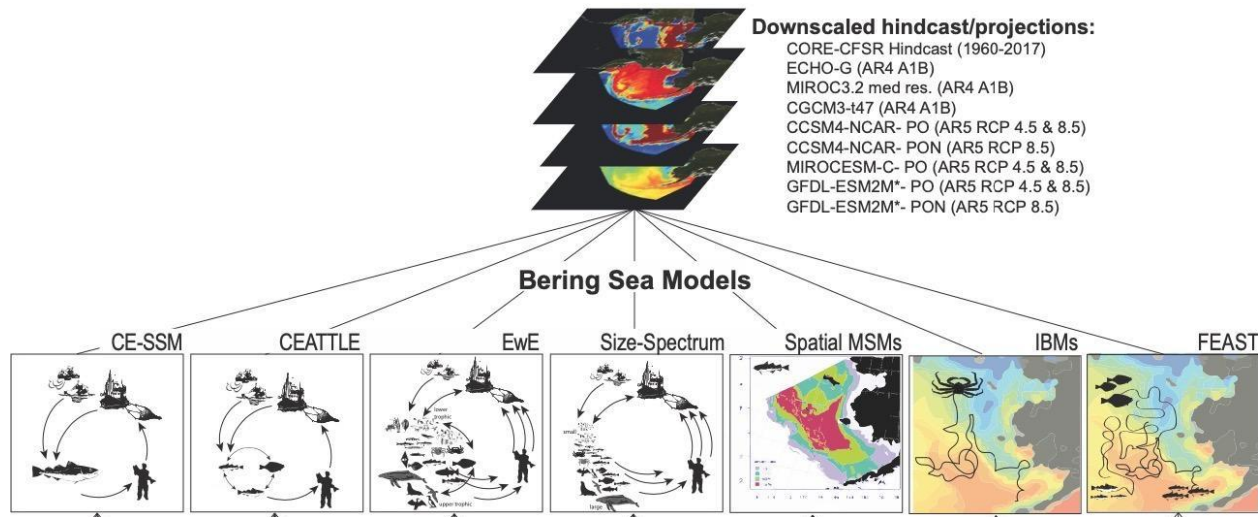 Downscaled hindcast/projections:
CORE-CFSR Hindcast (1960-2017)
ECHO-G (AR4 A1B)
MIROC3.2 med res. (AR4 A1B)
CGCM3-t47 (AR4 A1B)
CCSM4-NCAR- PO (AR5 RCP 4.5 & 8.5)
CCSM4-NCAR- PON (AR5 RCP 8.5)
MIROCESM-C- PO (AR5 RCP 4.5 & 8.5)
GFDL-ESM2M*- PO (AR5 RCP 4.5 & 8.5)
GFDL-ESM2M*- PON (AR5 RCP 8.5)
Bering Sea Models
CE-SSM
CEATTLE
EwE
Size-Spectrum
Spatial MSMs
IBMs
FEAST
lower
trophic
upper trophic
small
large